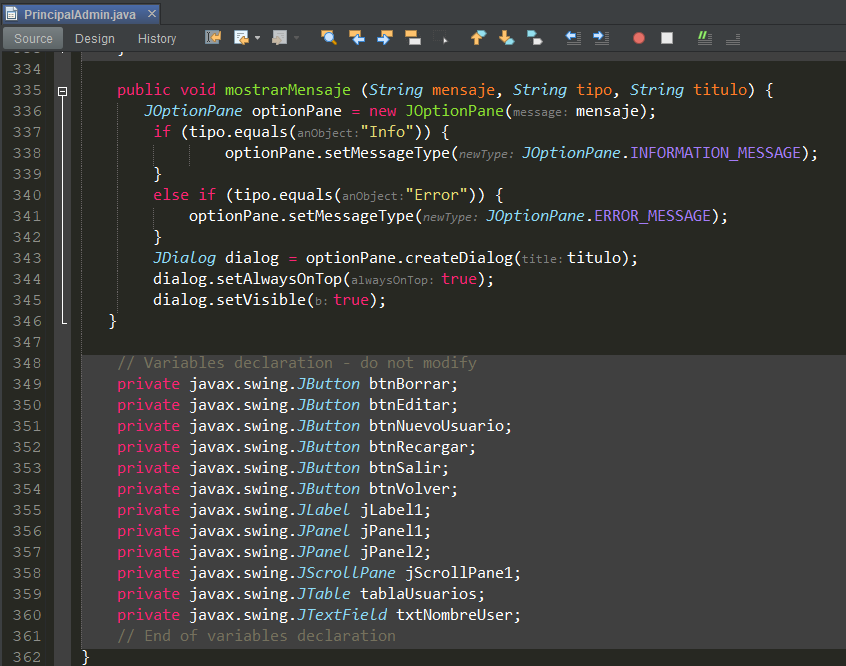 PrincipalAdmin.java
Source Design History
334
335 public void mostrarMensaje (String mensaje, String tipo, String titulo) {
336 JOptionPane optionPane = new JOptionPane(message: mensaje);
337 if (tipo.equals(anObject:"Info")) {
338 optionPane.setMessageType(newType: JOptionPane.INFORMATION_MESSAGE);
339 }
340 else if (tipo.equals(anObject:"Error")) {
341 optionPane.setMessageType(newType: JOptionPane.ERROR_MESSAGE);
342 }
343 JDialog dialog = optionPane.createDialog(title: titulo);
344 dialog.setAlwaysOnTop(alwaysOnTop: true);
345 dialog.setVisible(b: true);
346 }
347
348 // Variables declaration - do not modify
349 private javax.swing.JButton btnBorrar;
350 private javax.swing.JButton btnEditar;
351 private javax.swing.JButton btnNuevoUsuario;
352 private javax.swing.JButton btnRecargar;
353 private javax.swing.JButton btnSalir;
354 private javax.swing.JButton btnVolver;
355 private javax.swing.JLabel jLabel1;
356 private javax.swing.JPanel jPanel1;
357 private javax.swing.JPanel jPanel2;
358 private javax.swing.JScrollPane jScrollPane1;
359 private javax.swing.JTable tablaUsuarios;
360 private javax.swing.JTextField txtNombreUser;
361 // End of variables declaration
362 }